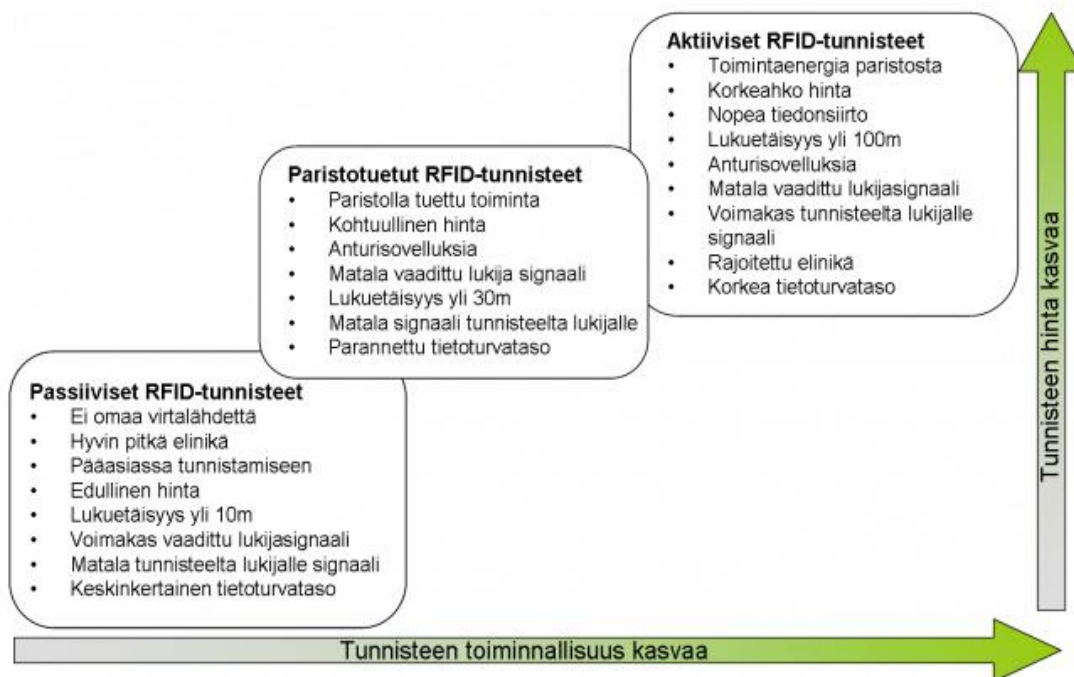 Aktiiviset RFID-tunnisteet
• Toimintaenergia paristosta
• Korkeahko hinta
• Nopea tiedonsiirto
• Lukuetäisyys yli 100m
• Anturisovelluksia
• Matala vaadittu lukijasignaali
• Voimakas tunnisteelta lukijalle
signaali
• Rajoitettu elinikä
• Korkea tietoturvataso
Paristotuetut RFID-tunnisteet
• Paristolla tuettu toiminta
• Kohtuullinen hinta
• Anturisovelluksia
• Matala vaadittu lukija signaali
• Lukuetäisyys yli 30m
• Matala signaali tunnisteelta lukijalle
• Parannettu tietoturvataso
Passiiviset RFID-tunnisteet
• Ei omaa virtalähdettä
• Hyvin pitkä elinikä
• Pääasiassa tunnistamiseen
• Edullinen hinta
• Lukuetäisyys yli 10m
• Voimakas vaadittu lukijasignaali
• Matala tunnisteelta lukijalle signaali
• Keskinkertainen tietoturvataso
Tunnisteen hinta kasvaa
Tunnisteen toiminnallisuus kasvaa